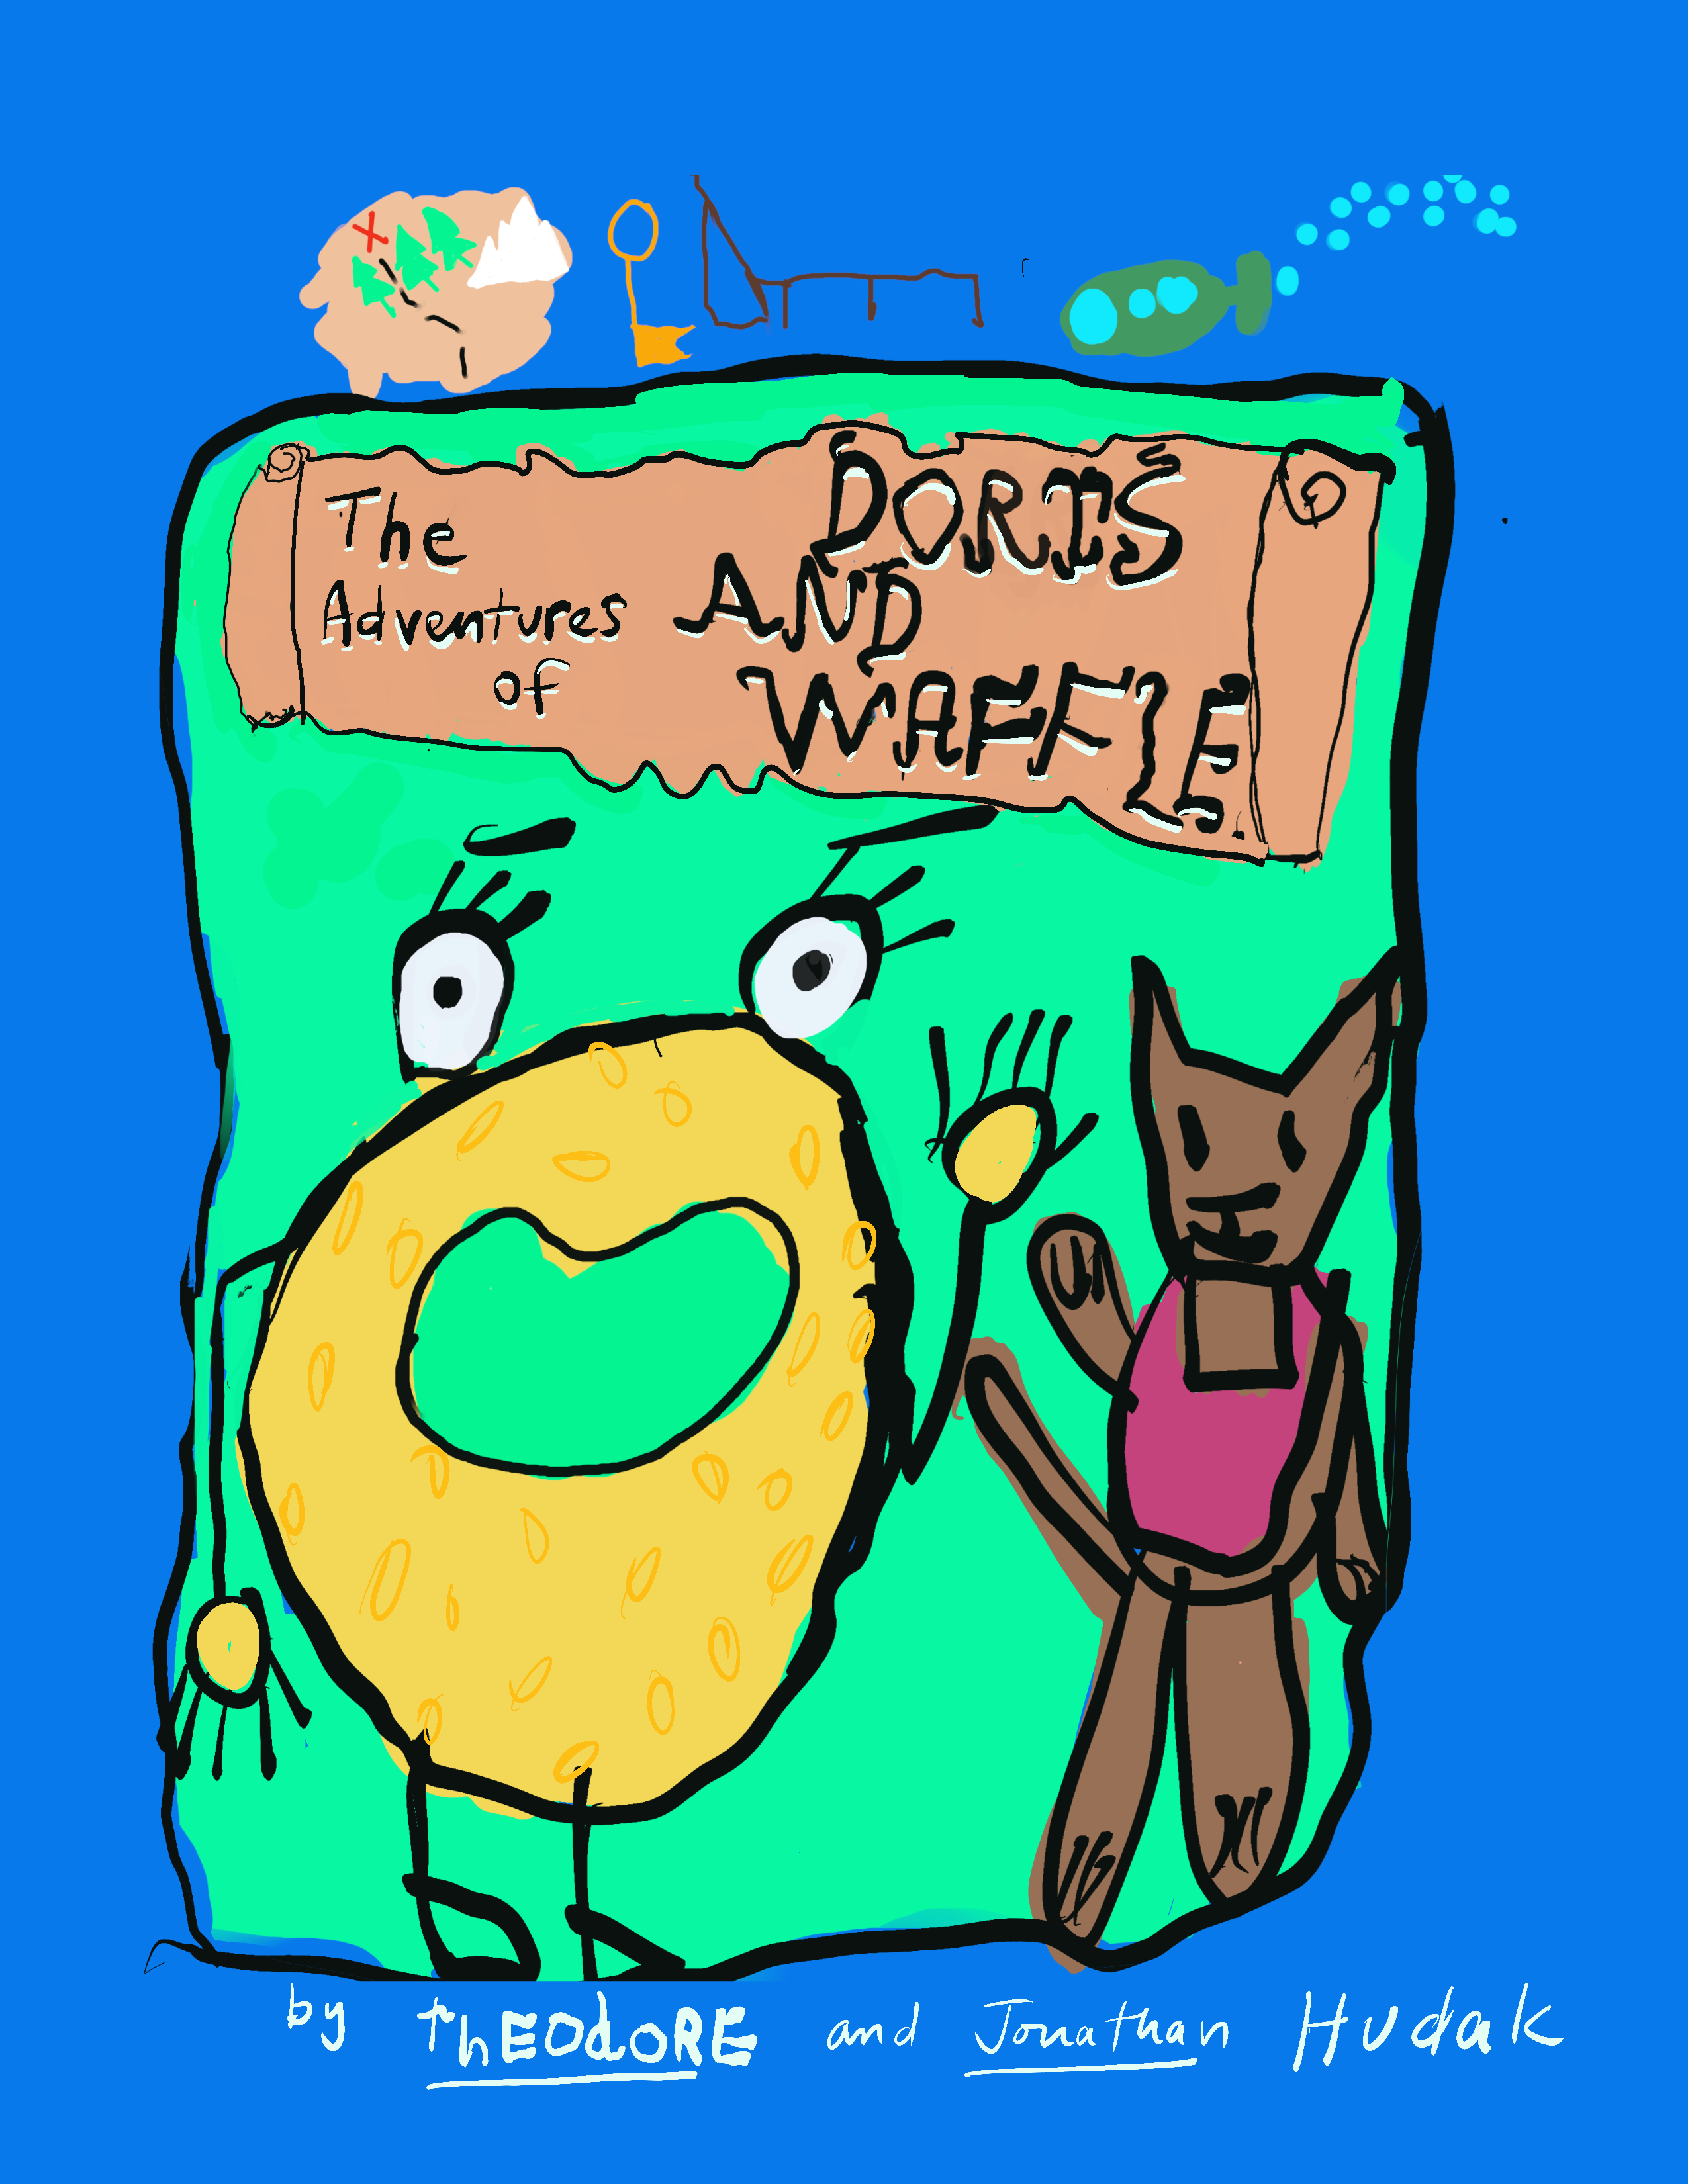 The
Adventures
of
DORIS
AND
WAFFLE
by ThEOdORE and Jonathan Hudak